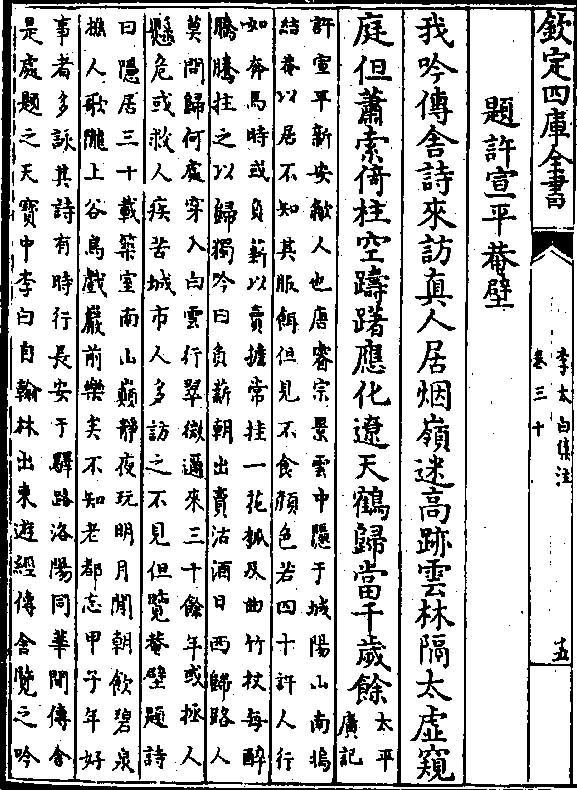 欽定四庫全書
李太白集注
卷三十
五
題許宣平菴壁
我吟傳舍詩來訪真人居烟嶺迷高跡雲林隔太虛窺
庭但蕭索倚柱空躊躇應化遼天鶴歸當千歲餘
太平
廣記
許宣平新安歙人也唐睿宗景雲中隱于城陽山南塢
結菴以居不知其服餌但見不食顔色若四十許人行
如奔馬時或負薪以賣擔常挂一花瓠及曲竹杖每醉
騰騰拄之以歸獨吟曰負薪朝出賣沽酒日西歸路人
莫問歸何處穿入白雲行翠微邇來三十餘年或拯人
懸危或救人疾苦城市人多訪之不見但覽菴壁題詩
曰隱居三十載築室南山巔靜夜玩明月閒朝飲碧泉
樵人歌隴上谷鳥戲巖前樂矣不知老都忘甲子年好
事者多詠其詩有時行長安于驛路洛陽同華間傳舍
是處題之天寶中李白自翰林出東遊經傳舍覽之吟